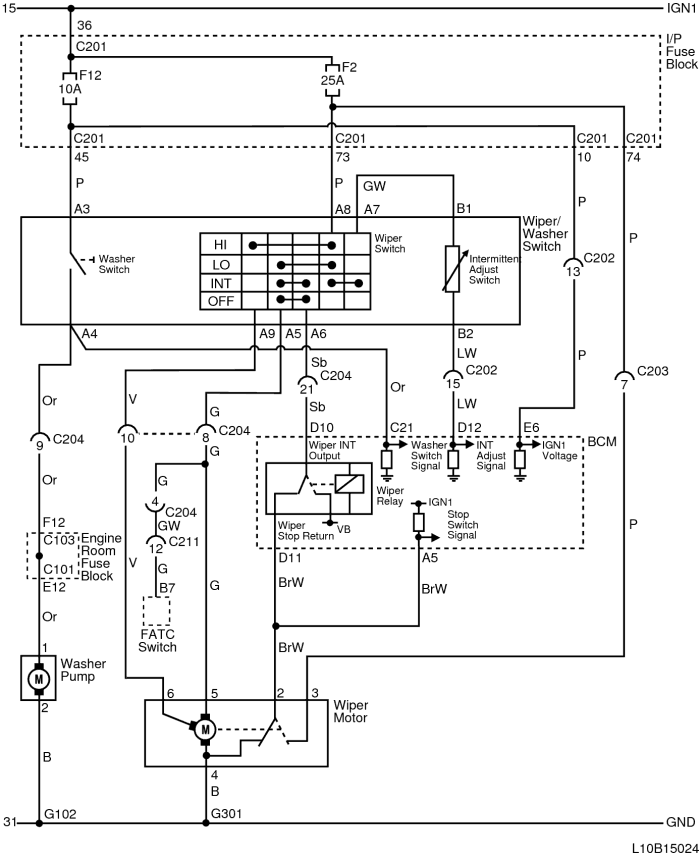 15
IGN1
36
I/P
Fuse
Block
C201
F12
10A
F2
25A
C201
C201
C201
C201
45
73
10
74
P
P
GW
P
P
A3
A8
A7
B1
Wiper/
Washer
Switch
Washer
Switch
HI
LO
INT
OFF
Wiper
Switch
Intermittent
Adjust
Switch
C202
13
A4
A9
A5
A6
B2
Sb
LW
P
C204
21
C202
15
C203
7
Or
V
G
Sb
Or
LW
C204
9
10
8
C204
D10
C21
D12
E6
BCM
Wiper INT
Output
Washer
Switch
Signal
INT
Adjust
Signal
IGN1
Voltage
G
G
Or
4
C204
GW
C211
12
Wiper
Relay
IGN1
Stop
Switch
Signal
Wiper
Stop Return
VB
P
F12
C103
C101
E12
Engine
Room
Fuse
Block
V
G
B7
FATC
Switch
G
D11
A5
BrW
BrW
Or
BrW
1
Washer
Pump
M
2
6
5
2
3
Wiper
Motor
M
4
B
B
31
G102
G301
GND
L10B15024